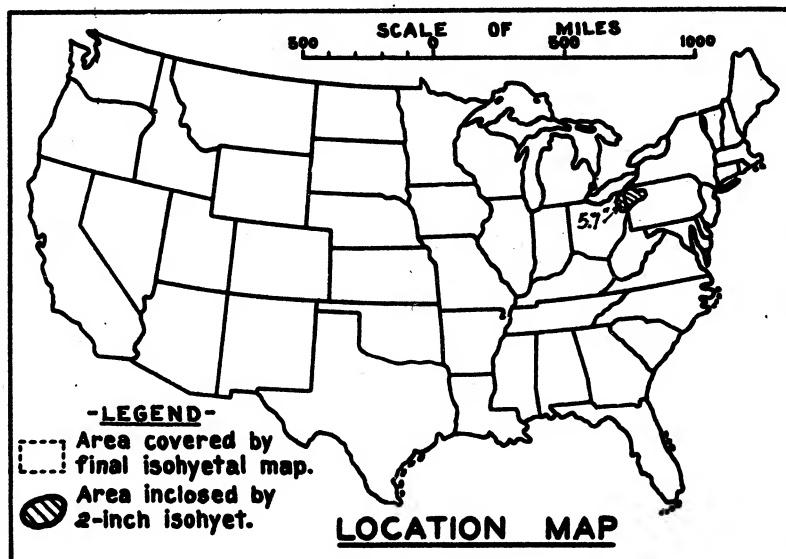 SCALE OF MILES
500 0 500 1000
5.7"
-LEGEND-
Area covered by
final isohyetal map.
Area inclosed by
2-inch isohyet.
LOCATION MAP